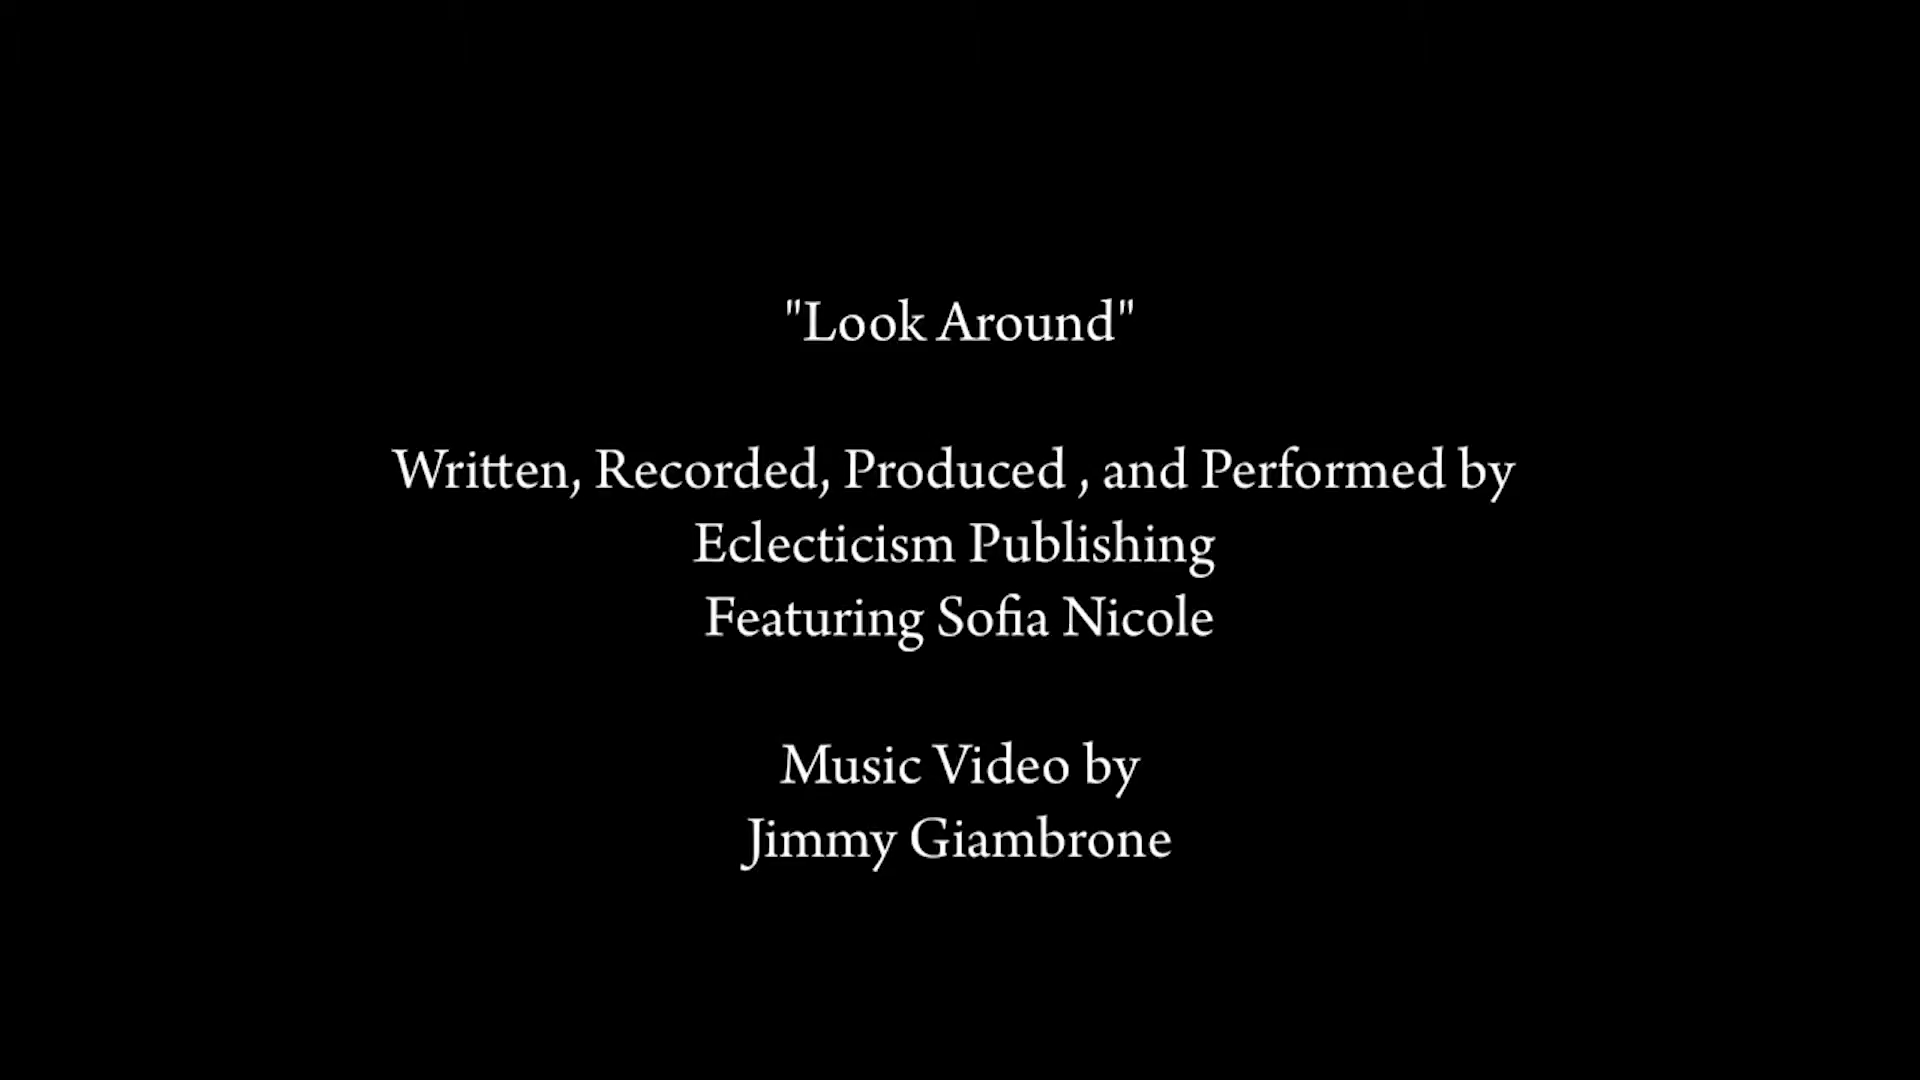 "Look Around"
Written, Recorded, Produced , and Performed by
Eclecticism Publishing
Featuring Sofia Nicole
Music Video by
Jimmy Giambrone